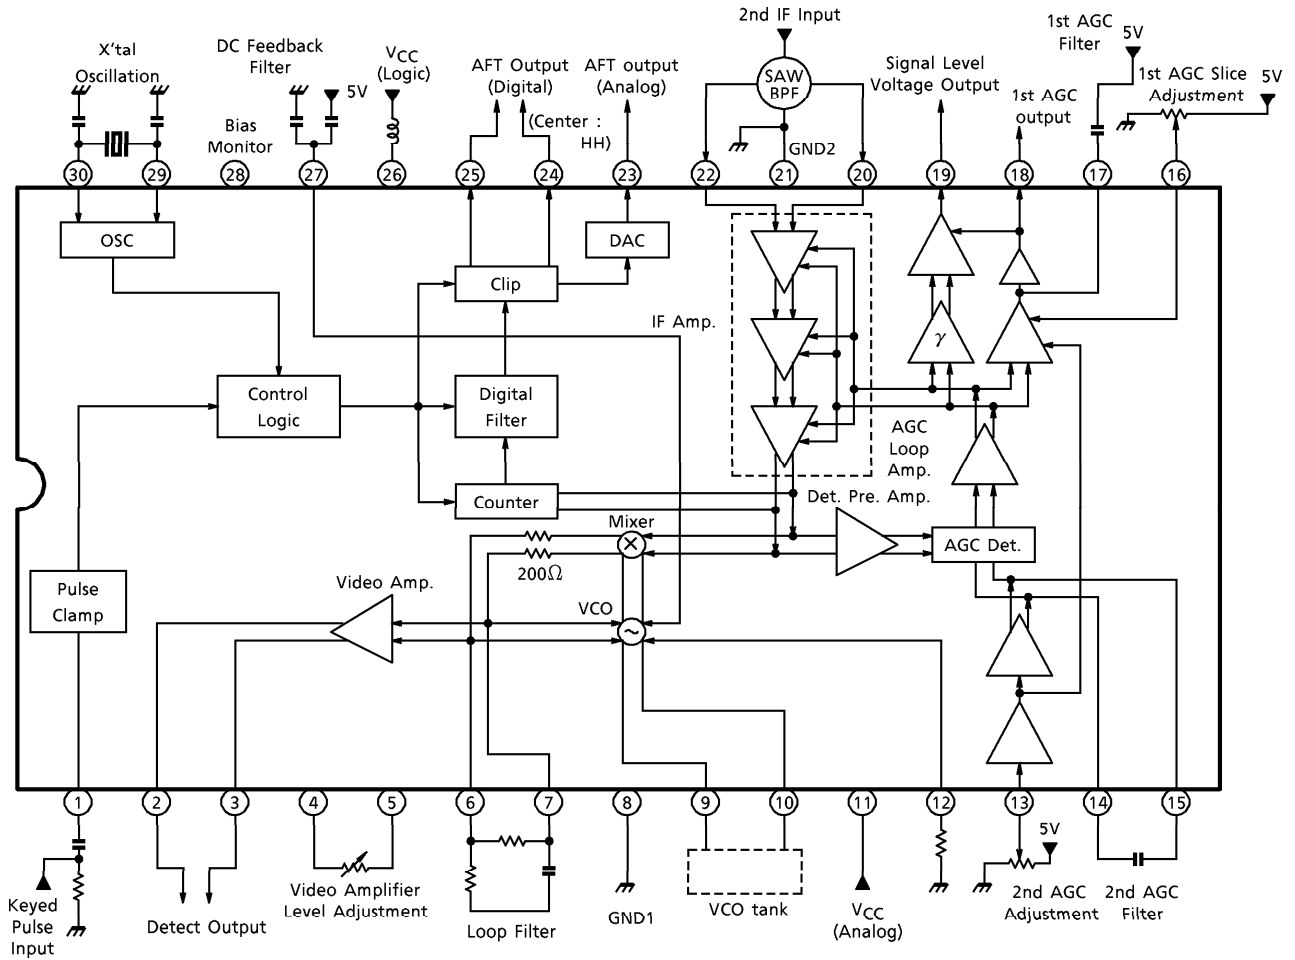 2nd IF Input
X'tal
Oscillation
DC Feedback
Filter
5V
VCC
(Logic)
AFT Output
(Digital)
(Center :
HH)
AFT output
(Analog)
SAW
BPF
GND2
Signal Level
Voltage Output
1st AGC
output
1st AGC
Filter
5V
1st AGC Slice
Adjustment
5V
Bias
Monitor
30
29
28
27
26
25
24
23
22
21
20
19
18
17
16
OSC
Clip
DAC
IF Amp.
γ
Control
Logic
Digital
Filter
Counter
AGC
Loop
Amp.
Det. Pre. Amp.
Mixer
200Ω
AGC Det.
Pulse
Clamp
Video Amp.
VCO
1
2
3
4
5
6
7
8
9
10
11
12
13
14
15
Keyed
Pulse
Input
Detect Output
Video Amplifier
Level Adjustment
Loop Filter
GND1
VCO tank
VCC
(Analog)
5V
2nd AGC
Adjustment
2nd AGC
Filter